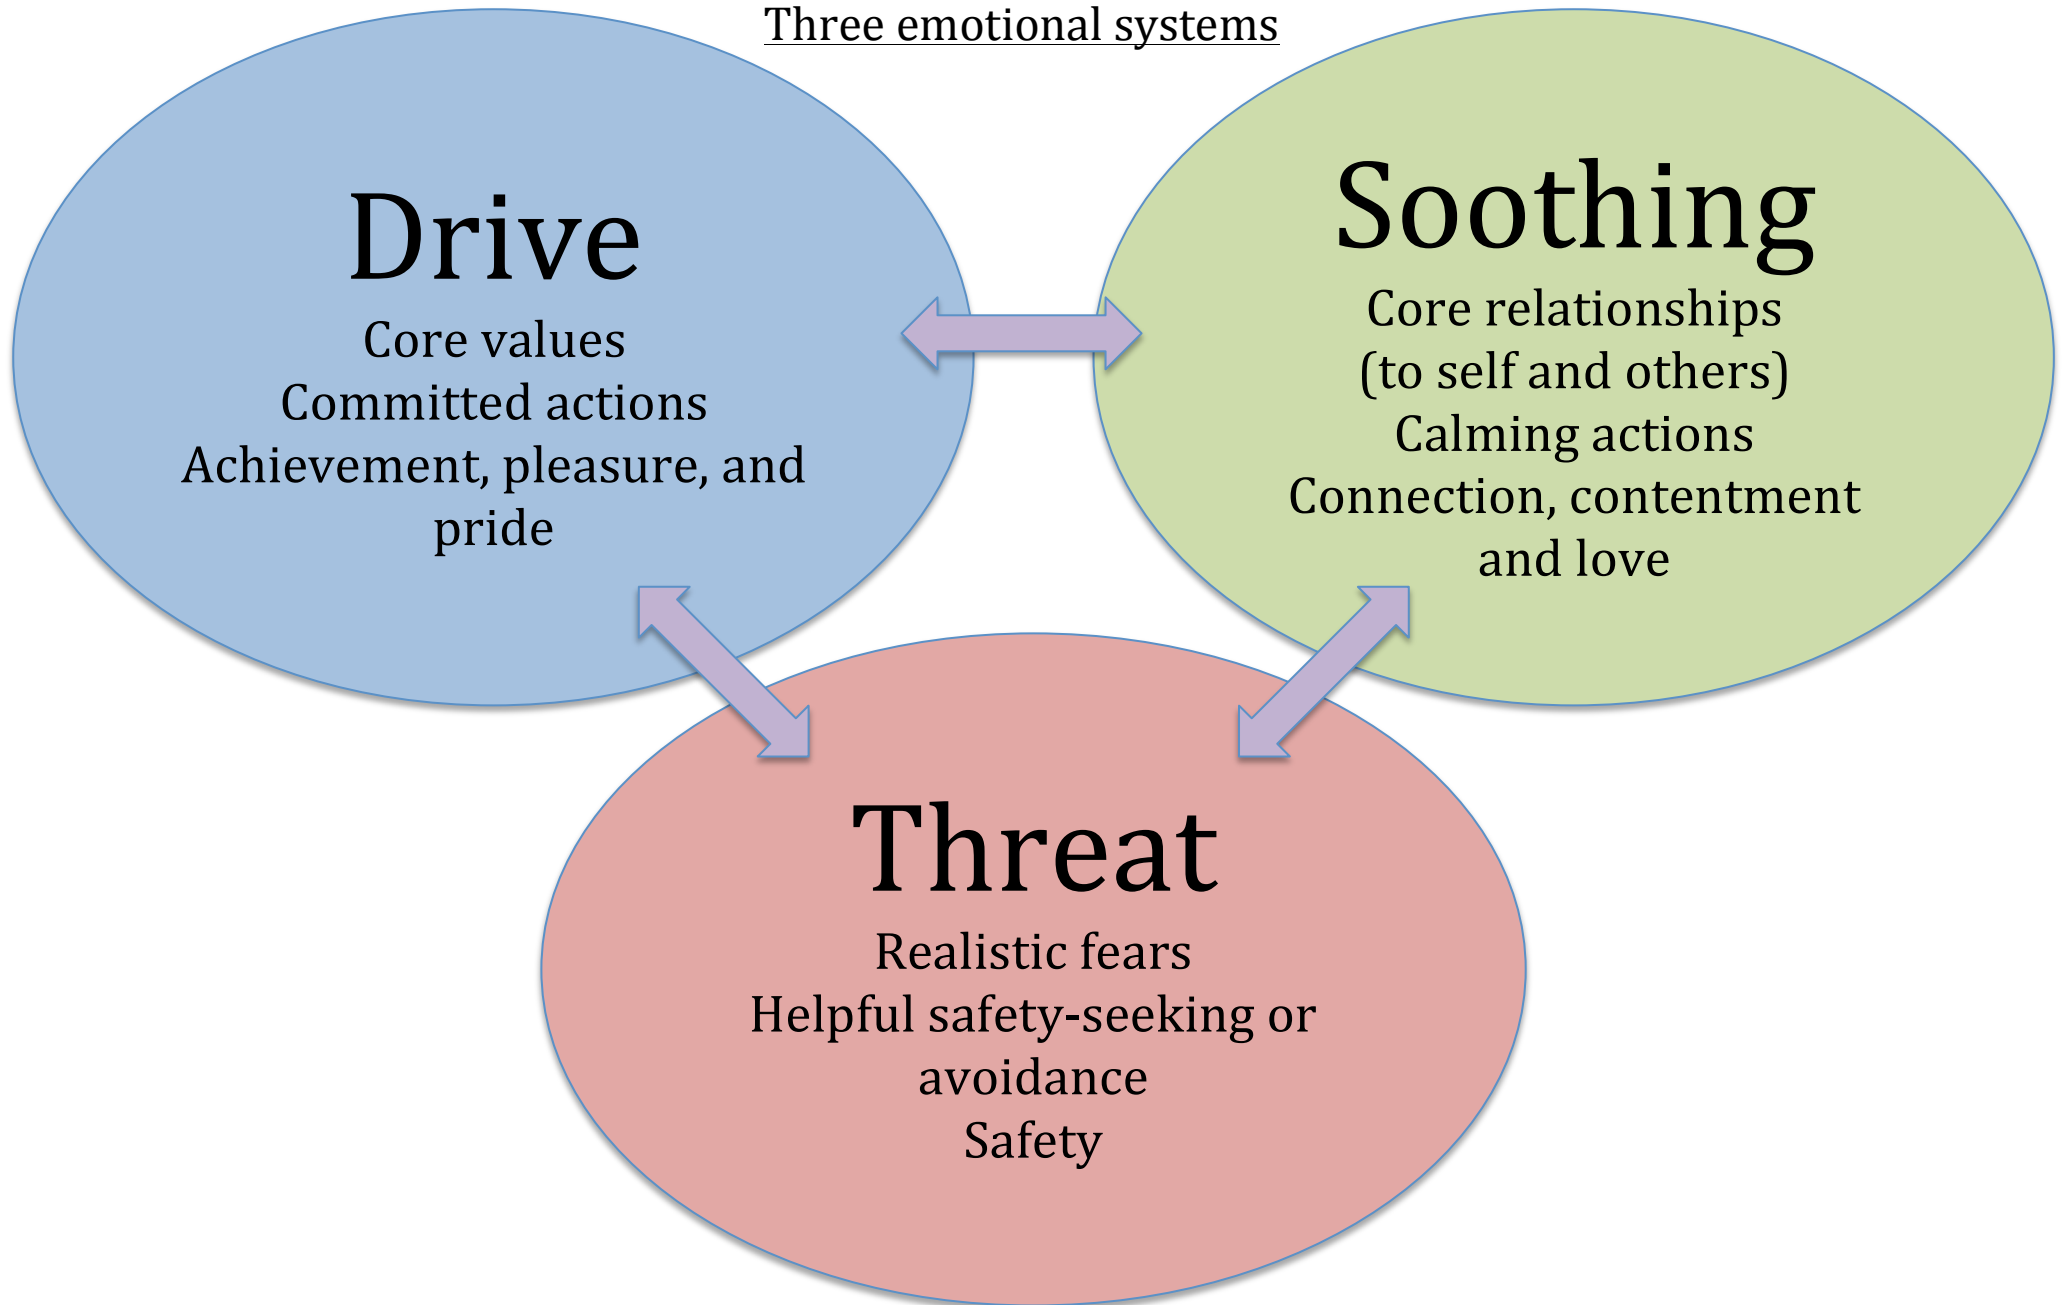 Three emotional systems
Drive
Core values
Committed actions
Achievement, pleasure, and
pride
Soothing
Core relationships
(to self and others)
Calming actions
Connection, contentment
and love
Threat
Realistic fears
Helpful safety-seeking or
avoidance
Safety